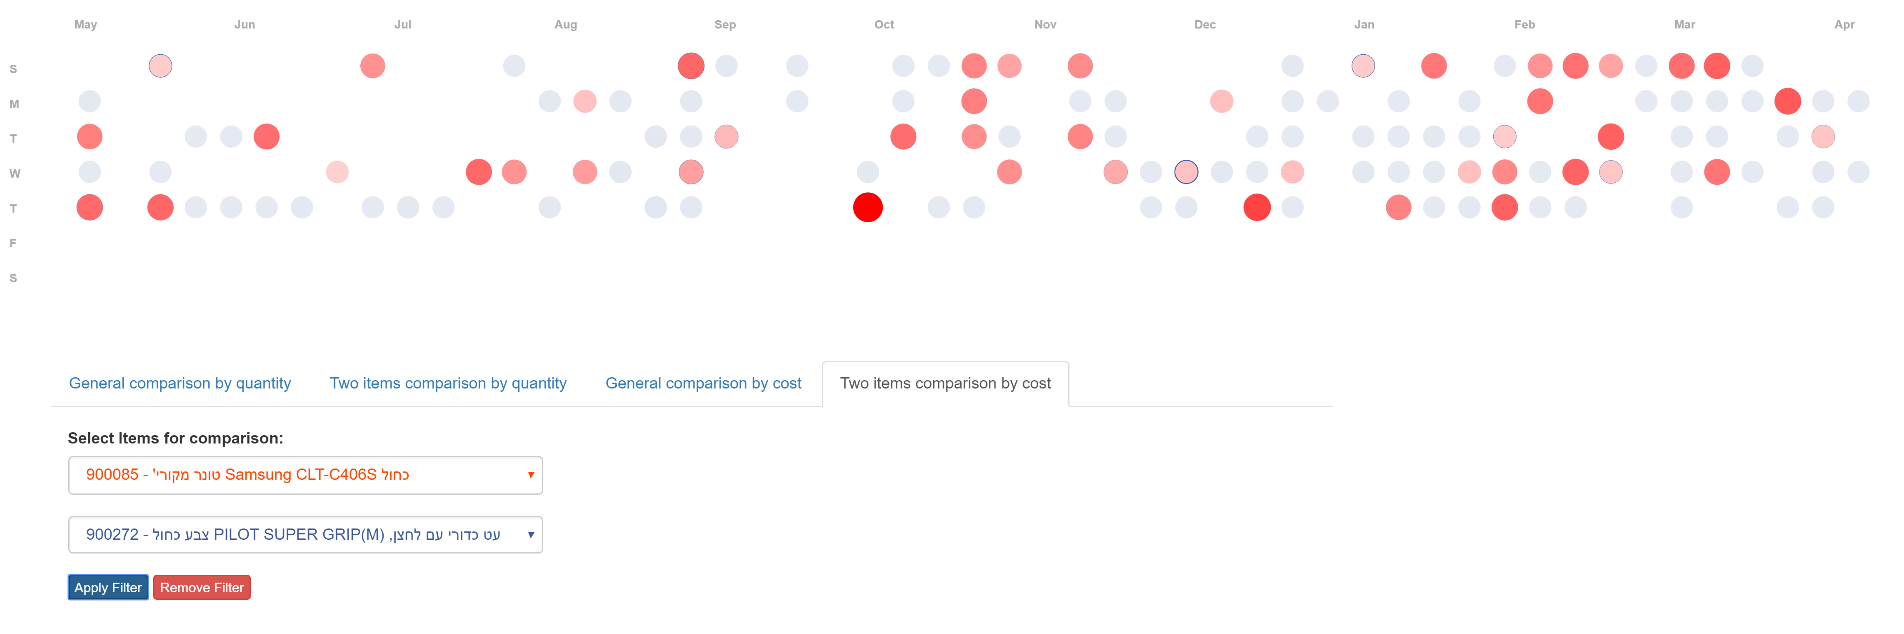 May Jun Jul Aug Sep Oct Nov Dec Jan Feb Mar Apr
S
M
T
W
T
F
S
General comparison by quantity Two items comparison by quantity General comparison by cost Two items comparison by cost
Select Items for comparison:
900085 - טונר מקורי' Samsung CLT-C406S כחול
900272 - עט כדורי עם לחצן, PILOT SUPER GRIP(M) צבע כחול
Apply Filter Remove Filter